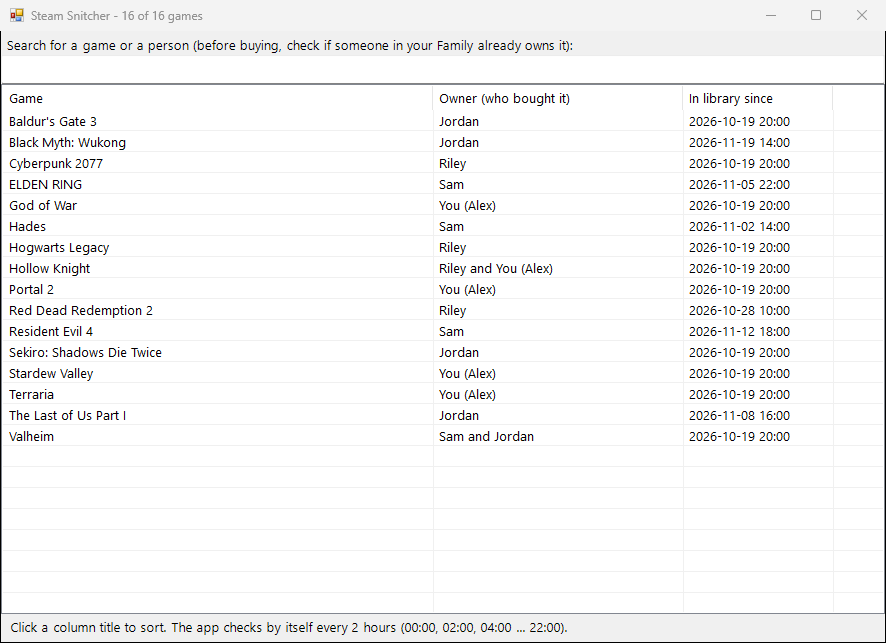 Steam Snitcher - 16 of 16 games
Search for a game or a person (before buying, check if someone in your Family already owns it):
Game Owner (who bought it) In library since
Baldur's Gate 3 Jordan 2026-10-19 20:00
Black Myth: Wukong Jordan 2026-11-19 14:00
Cyberpunk 2077 Riley 2026-10-19 20:00
ELDEN RING Sam 2026-11-05 22:00
God of War You (Alex) 2026-10-19 20:00
Hades Sam 2026-11-02 14:00
Hogwarts Legacy Riley 2026-10-19 20:00
Hollow Knight Riley and You (Alex) 2026-10-19 20:00
Portal 2 You (Alex) 2026-10-19 20:00
Red Dead Redemption 2 Riley 2026-10-28 10:00
Resident Evil 4 Sam 2026-11-12 18:00
Sekiro: Shadows Die Twice Jordan 2026-10-19 20:00
Stardew Valley You (Alex) 2026-10-19 20:00
Terraria You (Alex) 2026-10-19 20:00
The Last of Us Part I Jordan 2026-11-08 16:00
Valheim Sam and Jordan 2026-10-19 20:00
Click a column title to sort. The app checks by itself every 2 hours (00:00, 02:00, 04:00 ... 22:00).